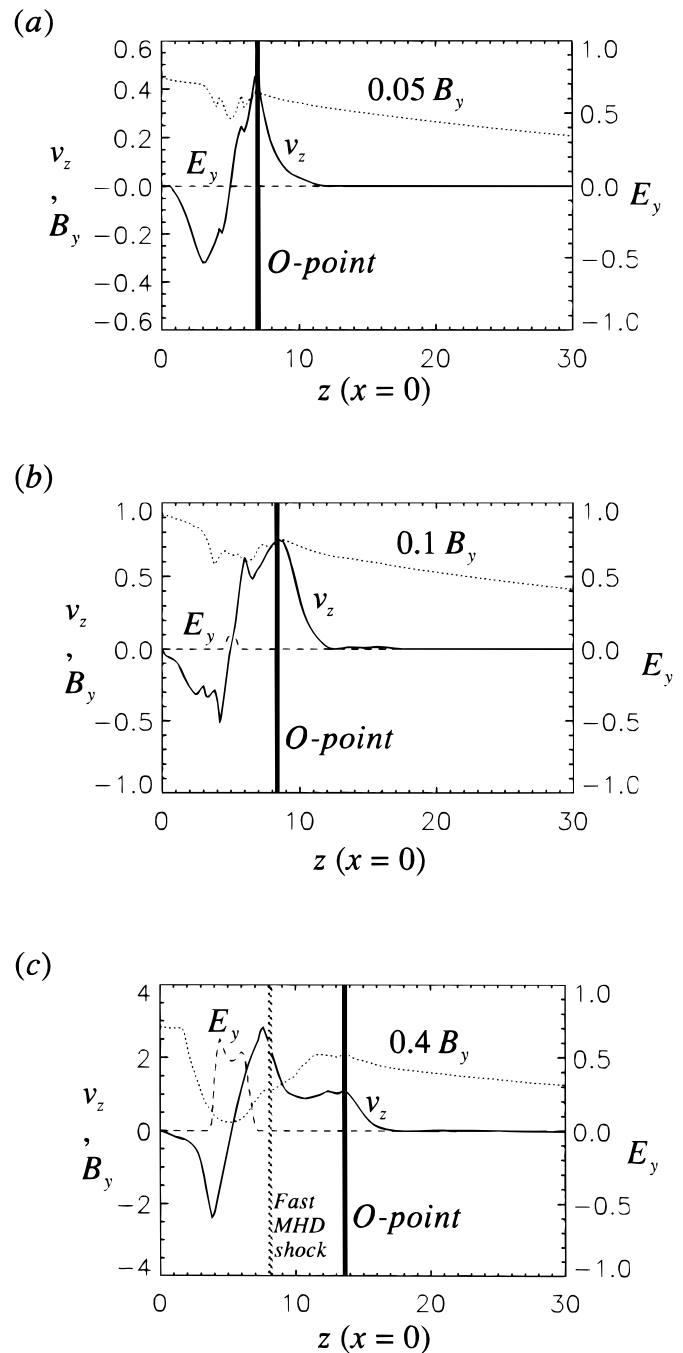 (a)
0.6
0.4
0.2
-0.0
-0.2
-0.4
-0.6
v_z
,
B_y
0.05 B_y
E_y
v_z
O-point
1.0
0.5
0.0
-0.5
-1.0
E_y
0 10 20 30
z (x = 0)
(b)
1.0
0.5
0.0
-0.5
-1.0
v_z
,
B_y
0.1 B_y
E_y
v_z
O-point
1.0
0.5
0.0
-0.5
-1.0
E_y
0 10 20 30
z (x = 0)
(c)
4
2
0
-2
-4
v_z
,
B_y
E_y
0.4 B_y
v_z
Fast
MHD
shock
O-point
1.0
0.5
0.0
-0.5
-1.0
E_y
0 10 20 30
z (x = 0)